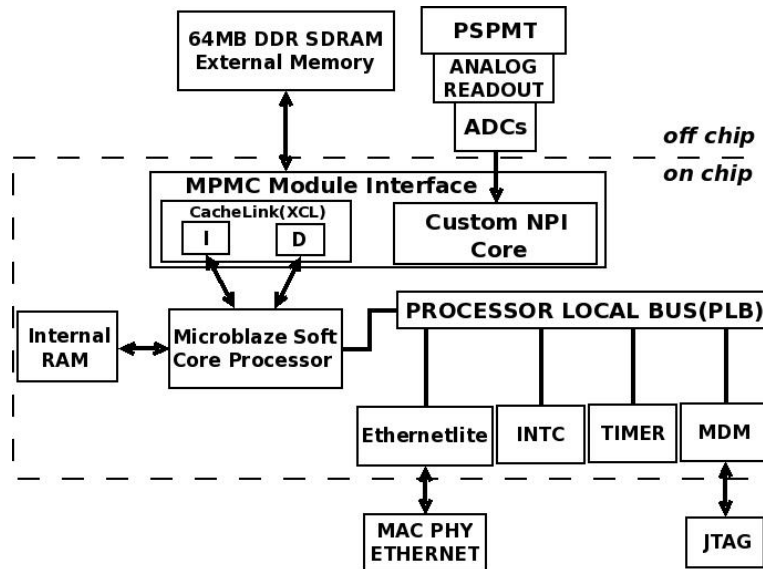 64MB DDR SDRAM
External Memory
PSPMT
ANALOG
READOUT
ADCs
off chip
on chip
MPMC Module Interface
CacheLink(XCL)
I
D
Custom NPI
Core
Internal
RAM
Microblaze Soft
Core Processor
PROCESSOR LOCAL BUS(PLB)
Ethernetlite
INTC
TIMER
MDM
MAC PHY
ETHERNET
JTAG